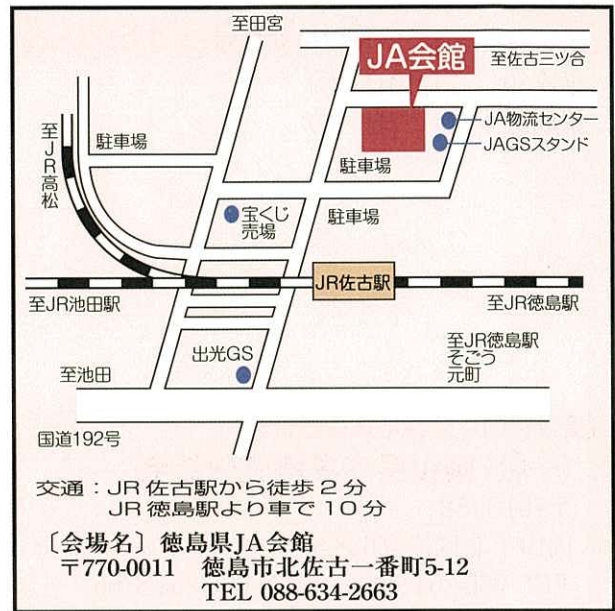 至田宮
JA会館
至佐古三ツ合
JA物流センター
JAGSスタンド
至JR高松
駐車場
駐車場
宝くじ
売場
駐車場
JR佐古駅
至JR池田駅
至JR徳島駅
出光GS
至JR徳島駅
そごう
元町
至池田
国道192号
交通：JR佐古駅から徒歩2分
JR徳島駅より車で10分
〔会場名〕徳島県JA会館
〒770-0011　徳島市北佐古一番町5-12
TEL 088-634-2663